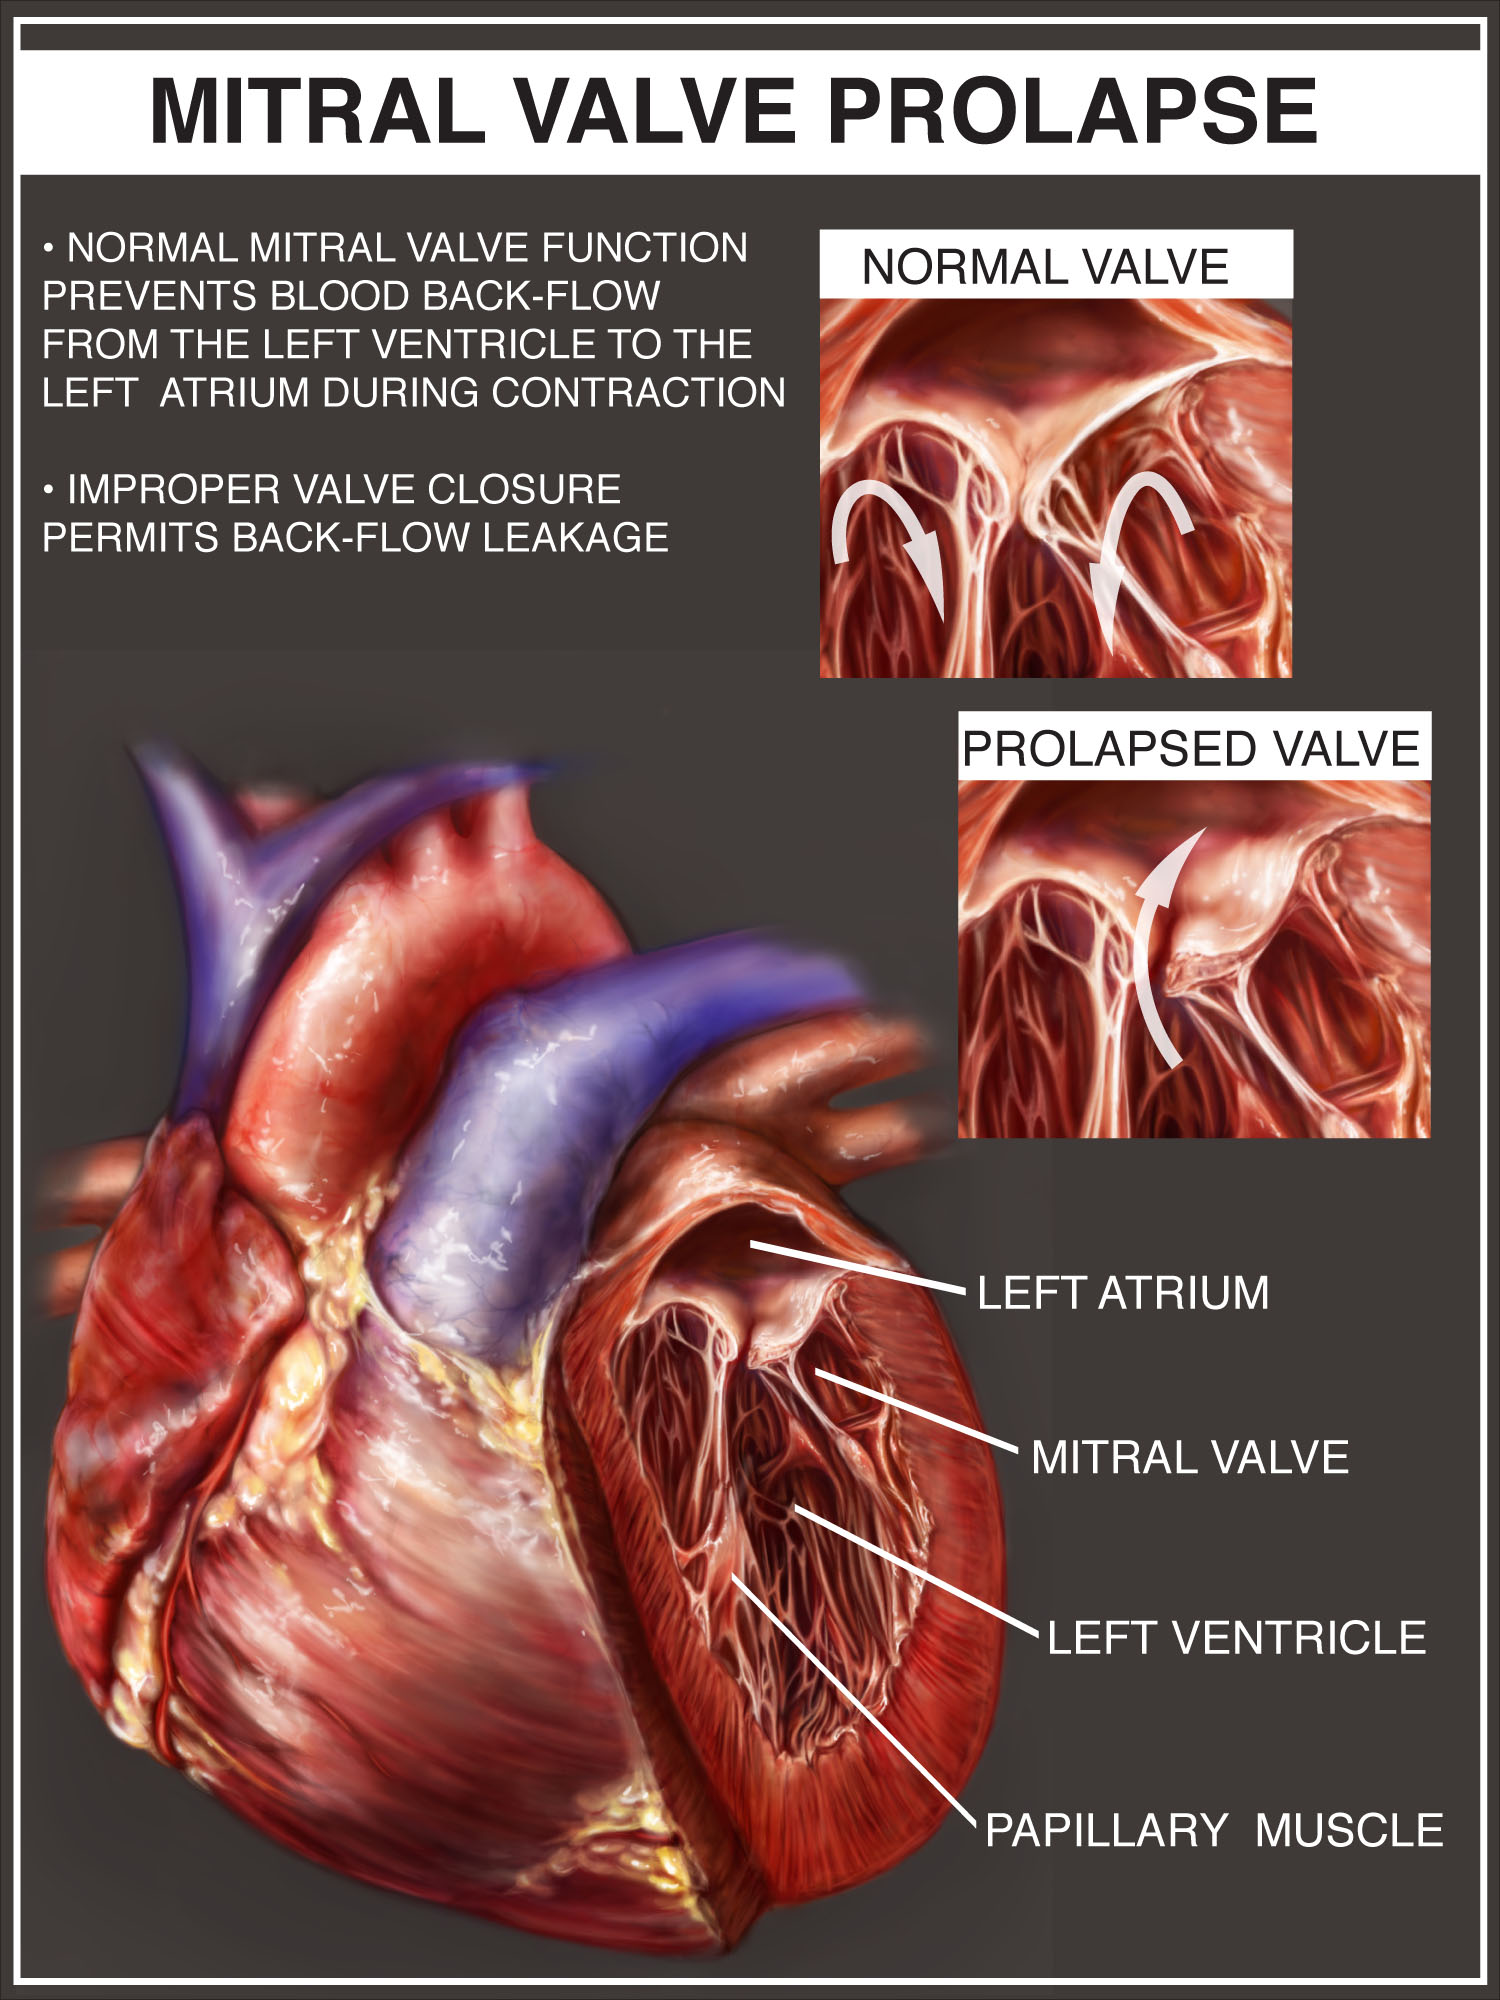 MITRAL VALVE PROLAPSE
• NORMAL MITRAL VALVE FUNCTION
PREVENTS BLOOD BACK-FLOW
FROM THE LEFT VENTRICLE TO THE
LEFT ATRIUM DURING CONTRACTION
• IMPROPER VALVE CLOSURE
PERMITS BACK-FLOW LEAKAGE
NORMAL VALVE
PROLAPSED VALVE
LEFT ATRIUM
MITRAL VALVE
LEFT VENTRICLE
PAPILLARY MUSCLE